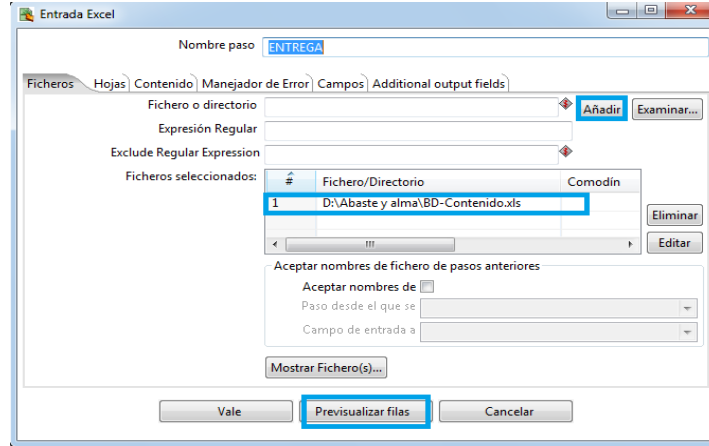 Entrada Excel
Nombre paso ENTREGA
Ficheros Hojas Contenido Manejador de Error Campos Additional output fields
Fichero o directorio Añadir Examinar...
Expresión Regular
Exclude Regular Expression
Ficheros seleccionados: # Fichero/Directorio Comodín
1 D:\Abaste y alma\BD-Contenido.xls
Eliminar
Editar
Aceptar nombres de fichero de pasos anteriores
Aceptar nombres de
Paso desde el que se
Campo de entrada a
Mostrar Fichero(s)...
Vale Previsualizar filas Cancelar